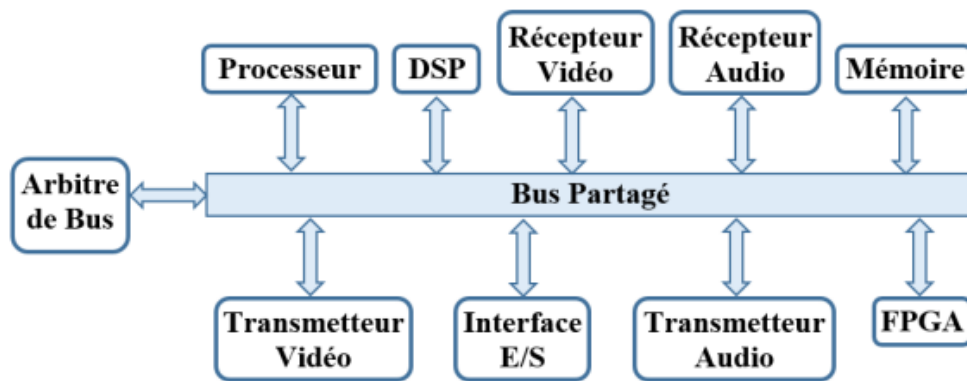 Processeur
DSP
Récepteur
Vidéo
Récepteur
Audio
Mémoire
Arbitre
de Bus
Bus Partagé
Transmetteur
Vidéo
Interface
E/S
Transmetteur
Audio
FPGA